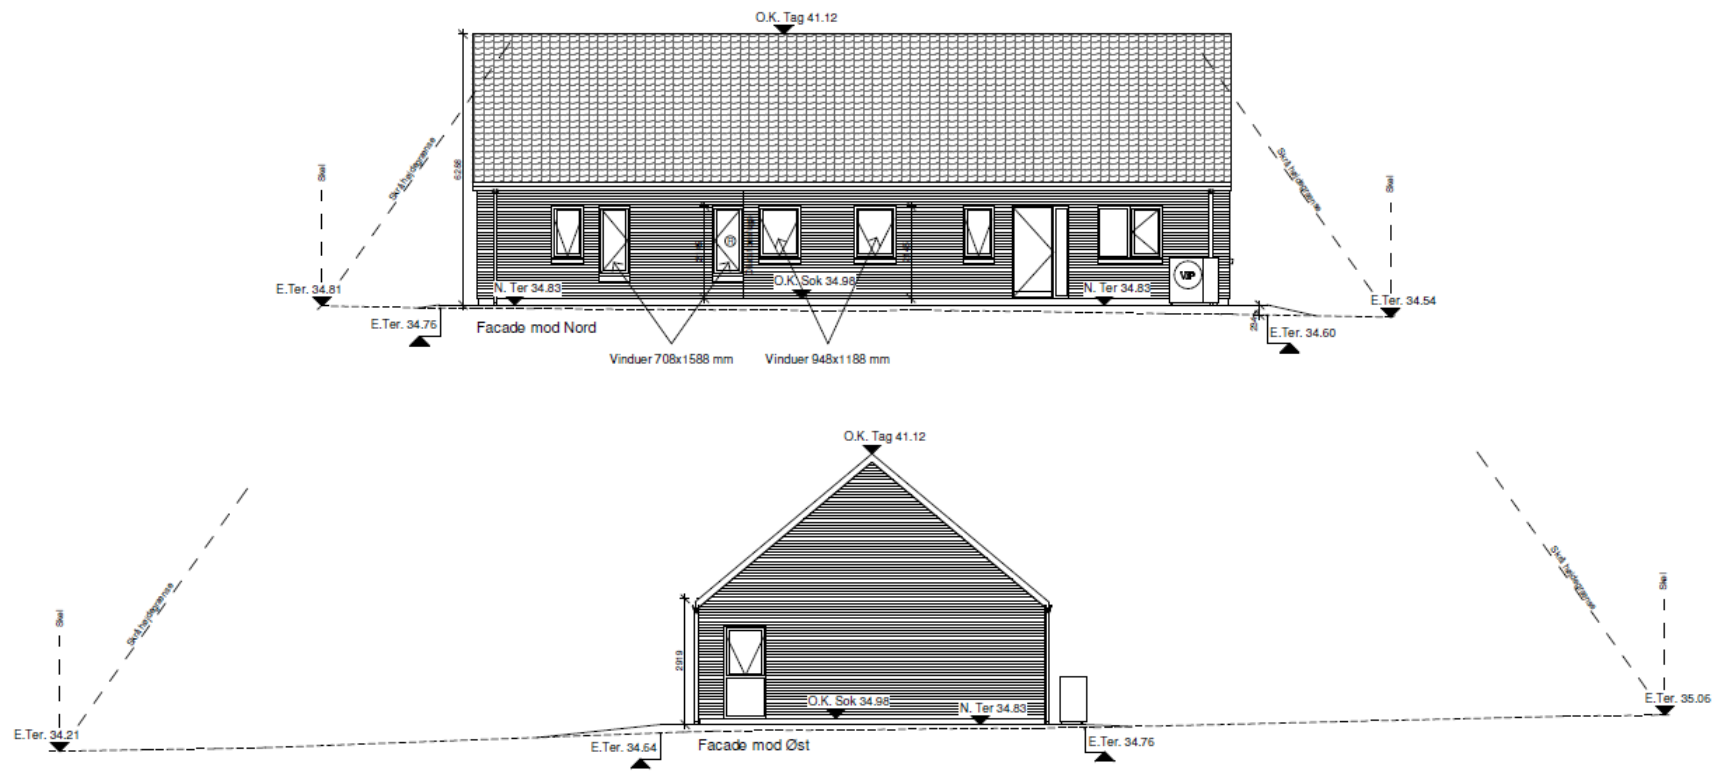 O.K. Tag 41.12
Skel
Skrå højdegrænse
6288
Skrå højdegrænse
Skel
VP
E.Ter. 34.81
N. Ter 34.83
O.K. Sok 34.98
N. Ter 34.83
E.Ter. 34.54
E.Ter. 34.76
Facade mod Nord
E.Ter. 34.60
Vinduer 708x1588 mm
Vinduer 948x1188 mm
O.K. Tag 41.12
Skel
Skrå højdegrænse
2919
Skrå højdegrænse
Skel
O.K. Sok 34.98
N. Ter 34.83
E.Ter. 35.06
E.Ter. 34.21
E.Ter. 34.64
Facade mod Øst
E.Ter. 34.76